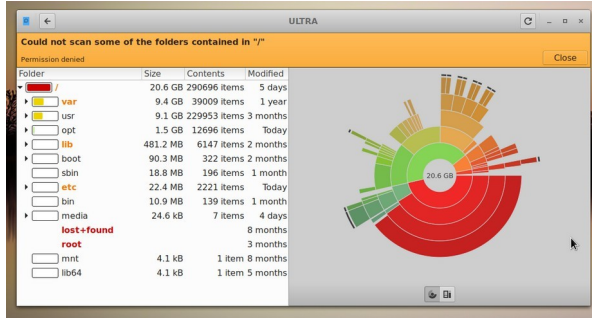 ULTRA
Could not scan some of the folders contained in "/"
Permission denied
Close
Folder Size Contents Modified
/ 20.6 GB 290696 items 5 days
var 9.4 GB 39009 items 1 year
usr 9.1 GB 229953 items 3 months
opt 1.5 GB 12696 items Today
lib 481.2 MB 6147 items 2 months
boot 90.3 MB 322 items 2 months
sbin 18.8 MB 196 items 1 month
etc 22.4 MB 2221 items Today
bin 10.9 MB 139 items 1 month
media 24.6 kB 7 items 4 days
lost+found 8 months
root 3 months
mnt 4.1 kB 1 item 8 months
lib64 4.1 kB 1 item 5 months
20.6 GB